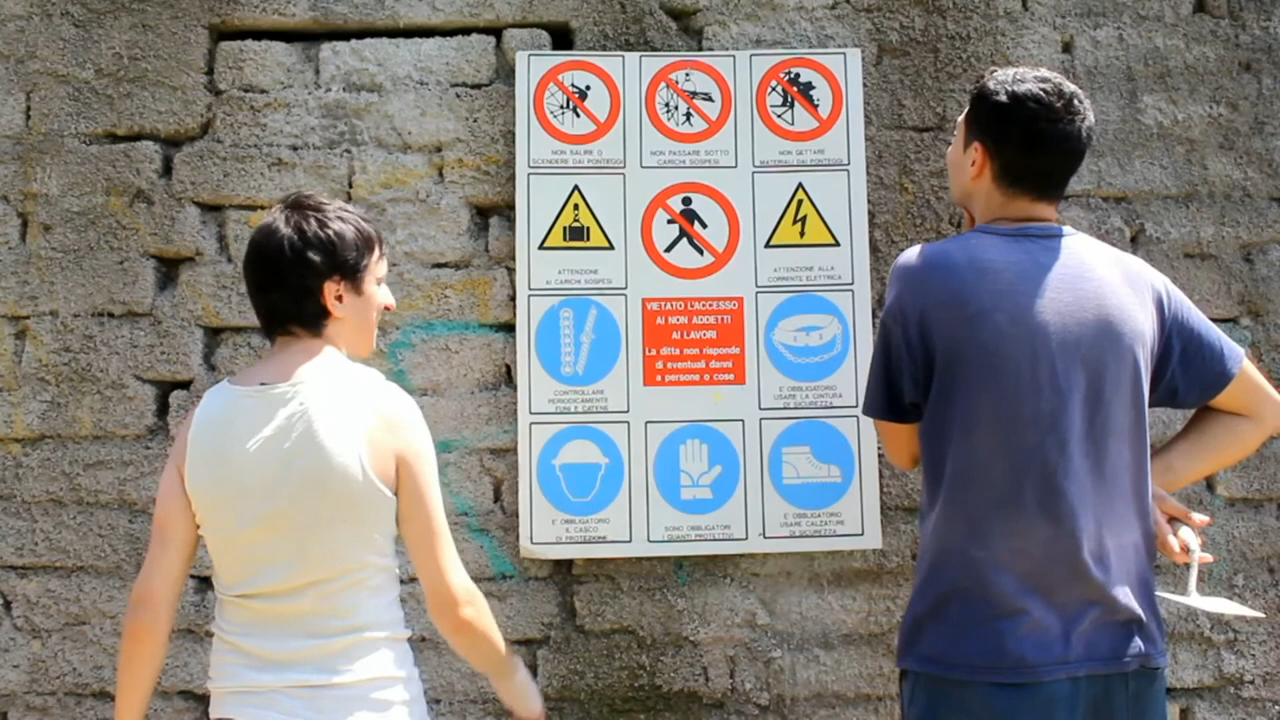 NON SALIRE O
SCENDERE DAI PONTEGGI
NON PASSARE SOTTO
CARICHI SOSPESI
NON GETTARE
MATERIALI DAI PONTEGGI
ATTENZIONE
AI CARICHI SOSPESI
ATTENZIONE ALLA
CORRENTE ELETTRICA
CONTROLLARE
PERIODICAMENTE
FUNI E CATENE
VIETATO L'ACCESSO
AI NON ADDETTI
AI LAVORI
La ditta non risponde
di eventuali danni
a persone o cose
E' OBBLIGATORIO
USARE LA CINTURA
DI SICUREZZA
E' OBBLIGATORIO
IL CASCO
DI PROTEZIONE
SONO OBBLIGATORI
I GUANTI PROTETTIVI
E' OBBLIGATORIO
USARE CALZATURE
DI SICUREZZA